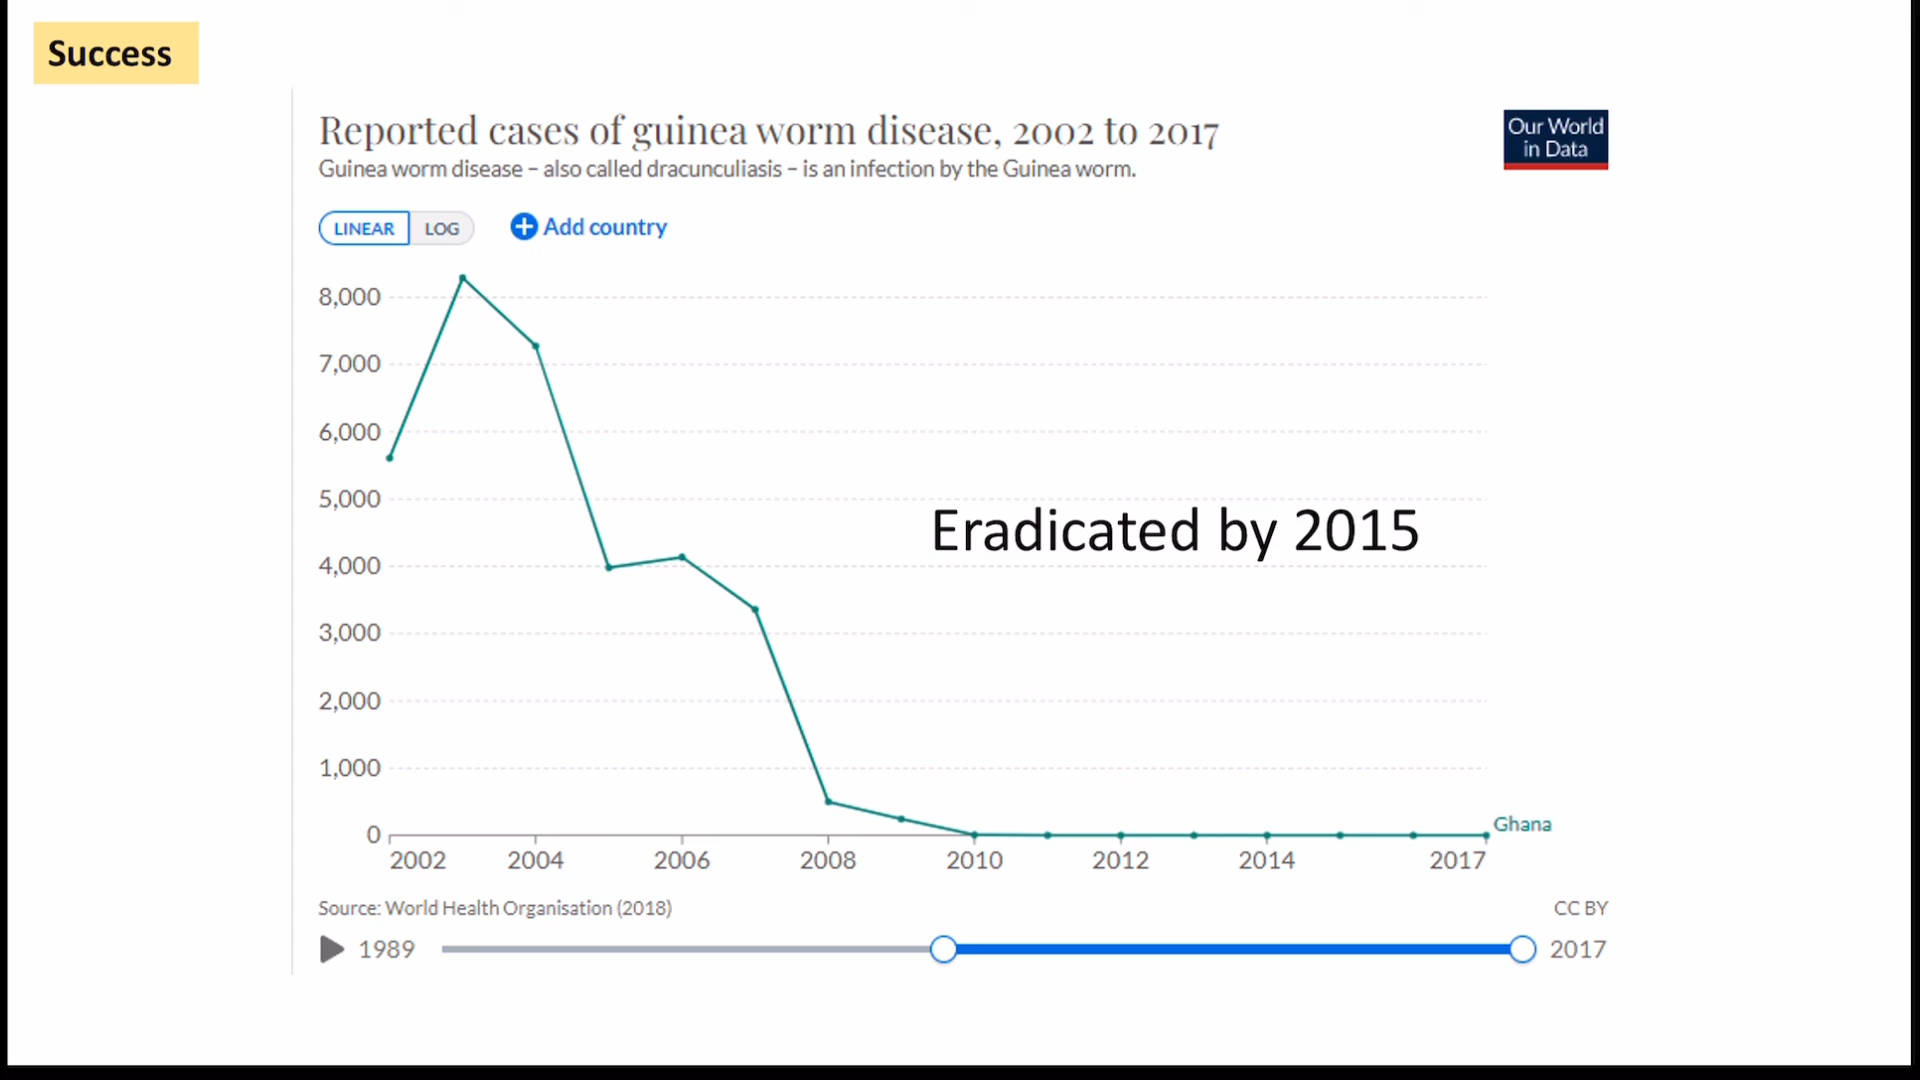 Success
Reported cases of guinea worm disease, 2002 to 2017
Guinea worm disease – also called dracunculiasis – is an infection by the Guinea worm.
Our World
in Data
LINEAR LOG Add country
8,000
7,000
6,000
5,000
Eradicated by 2015
4,000
3,000
2,000
1,000
0
Ghana
2002 2004 2006 2008 2010 2012 2014 2017
Source: World Health Organisation (2018) CC BY
1989 2017